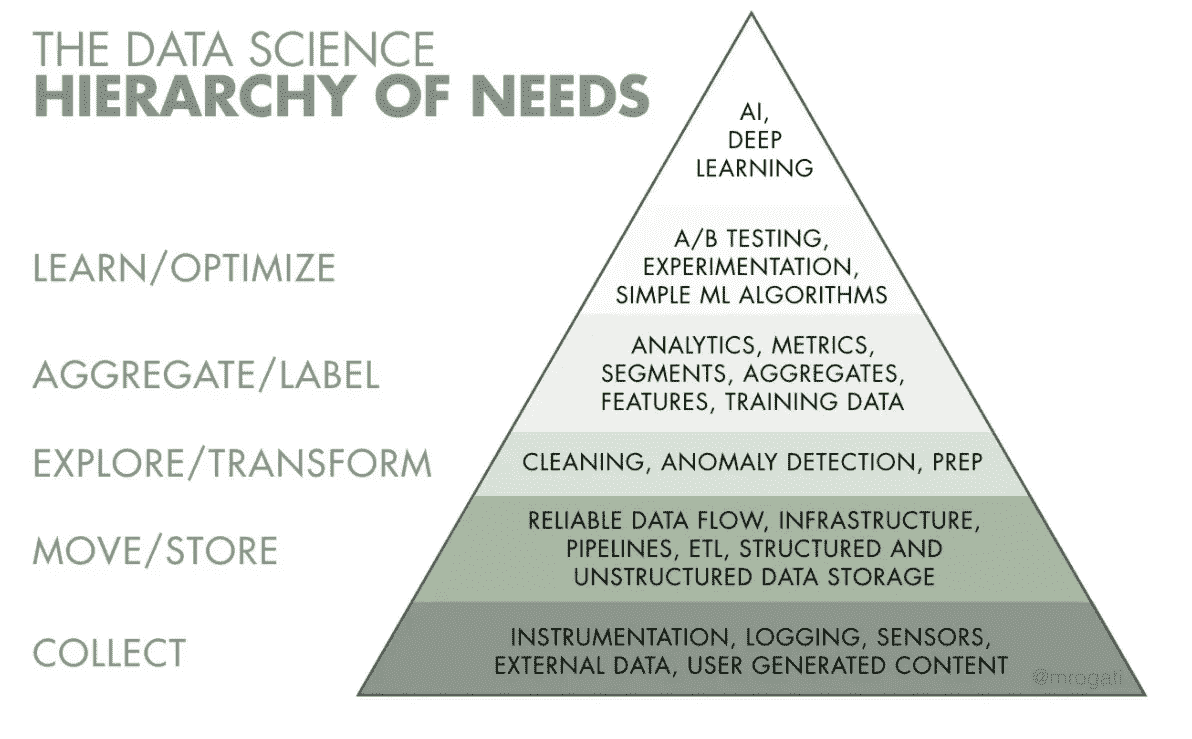 THE DATA SCIENCE
HIERARCHY OF NEEDS
AI,
DEEP
LEARNING
LEARN/OPTIMIZE
A/B TESTING,
EXPERIMENTATION,
SIMPLE ML ALGORITHMS
AGGREGATE/LABEL
ANALYTICS, METRICS,
SEGMENTS, AGGREGATES,
FEATURES, TRAINING DATA
EXPLORE/TRANSFORM
CLEANING, ANOMALY DETECTION, PREP
MOVE/STORE
RELIABLE DATA FLOW, INFRASTRUCTURE,
PIPELINES, ETL, STRUCTURED AND
UNSTRUCTURED DATA STORAGE
COLLECT
INSTRUMENTATION, LOGGING, SENSORS,
EXTERNAL DATA, USER GENERATED CONTENT
@mrogati